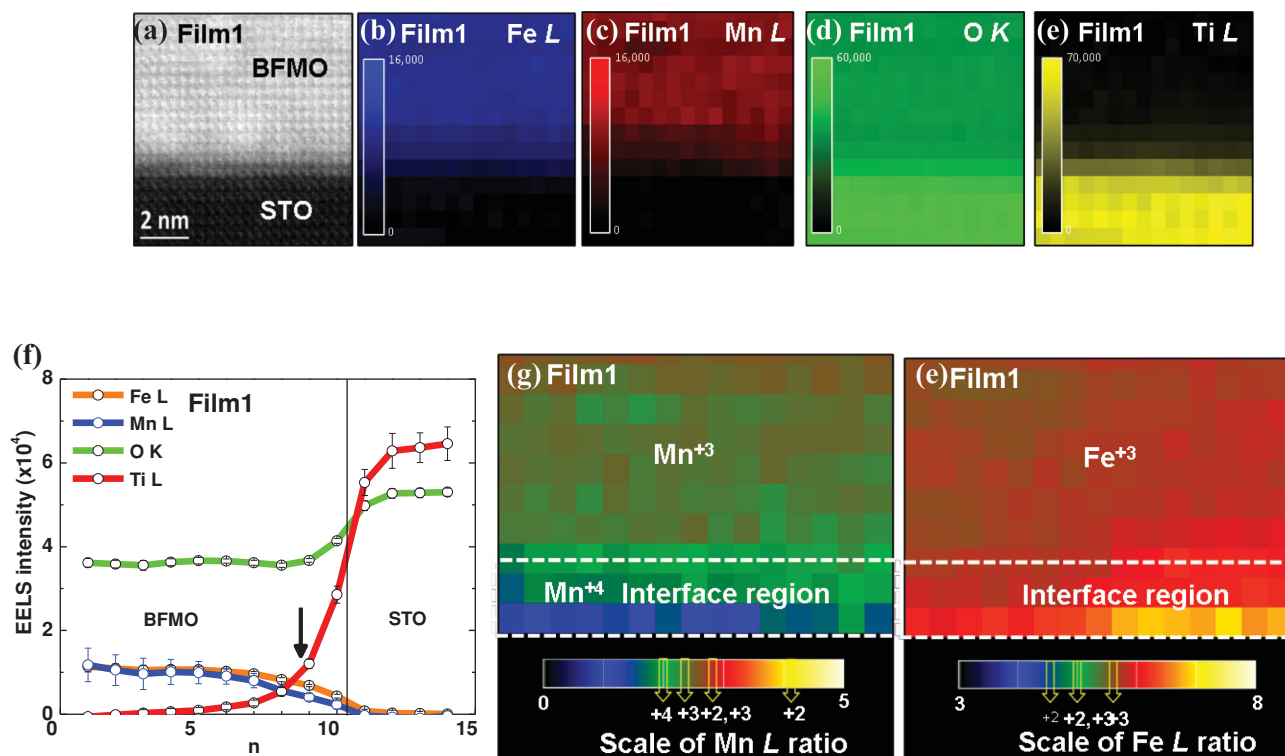 (a) Film1
BFMO
STO
2 nm
(b) Film1 Fe L
16,000
0
(c) Film1 Mn L
16,000
0
(d) Film1 O K
60,000
0
(e) Film1 Ti L
70,000
0
(f)
Film1
Fe L
Mn L
O K
Ti L
EELS intensity (x10⁴)
8
6
4
2
0
BFMO
STO
0 5 10 15
n
(g) Film1
Mn+3
Mn+4 Interface region
0 5
+4 +3 +2,+3 +2
Scale of Mn L ratio
(e) Film1
Fe+3
Interface region
3 8
+2 +2,+3 +3
Scale of Fe L ratio